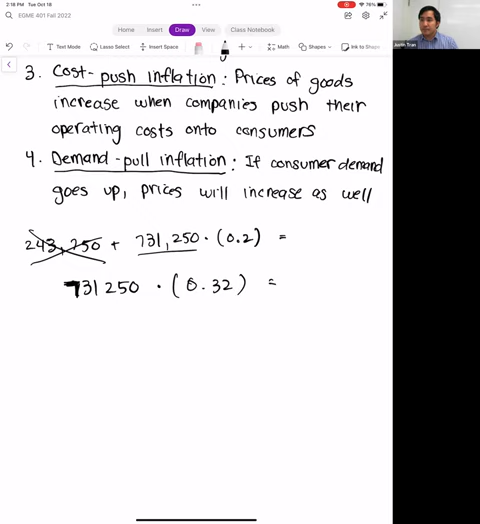 2:18 PM Tue Oct 18
76%
EGME 401 Fall 2022
Home Insert Draw View Class Notebook
Text Mode Lasso Select Insert Space Math Shapes Ink to Shape
3. Cost-push inflation: Prices of goods
increase when companies push their
operating costs onto consumers
4. Demand-pull inflation: If consumer demand
goes up, prices will increase as well
243,750 + 731,250 · (0.2) =
731250 · (0.32) =
Justin Tran